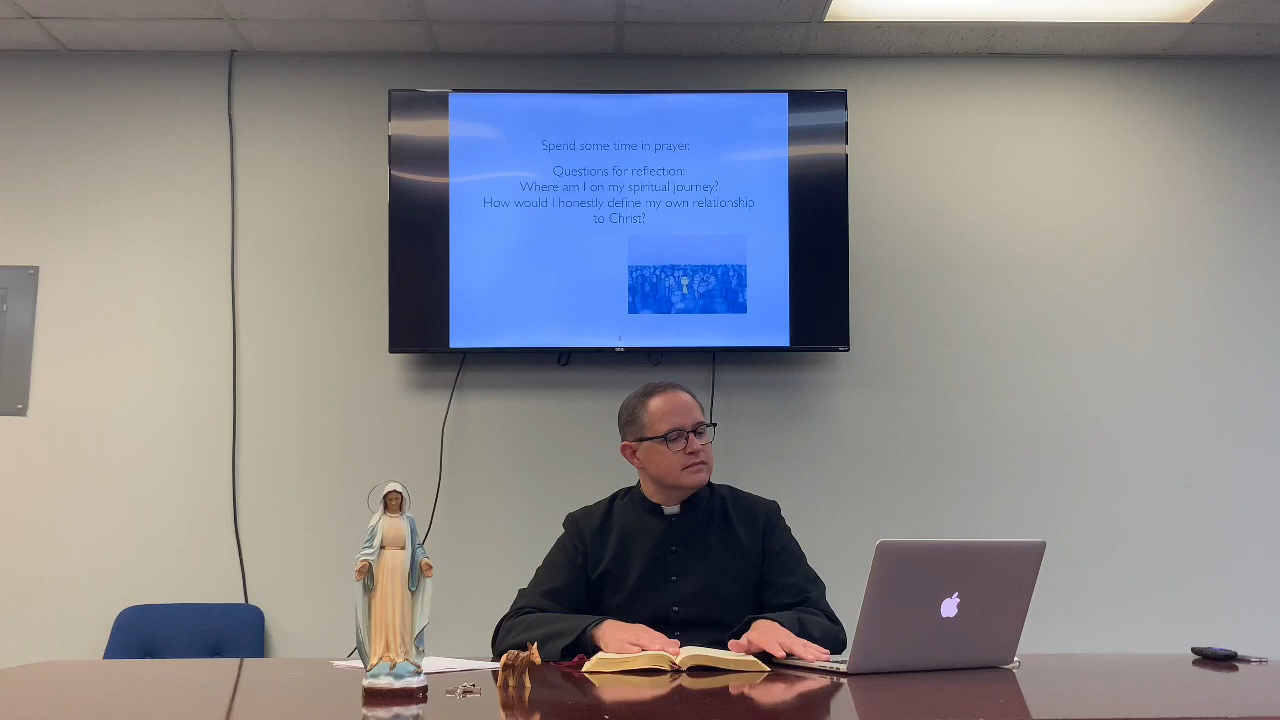 Spend some time in prayer.
Questions for reflection:
Where am I on my spiritual journey?
How would I honestly define my own relationship
to Christ?